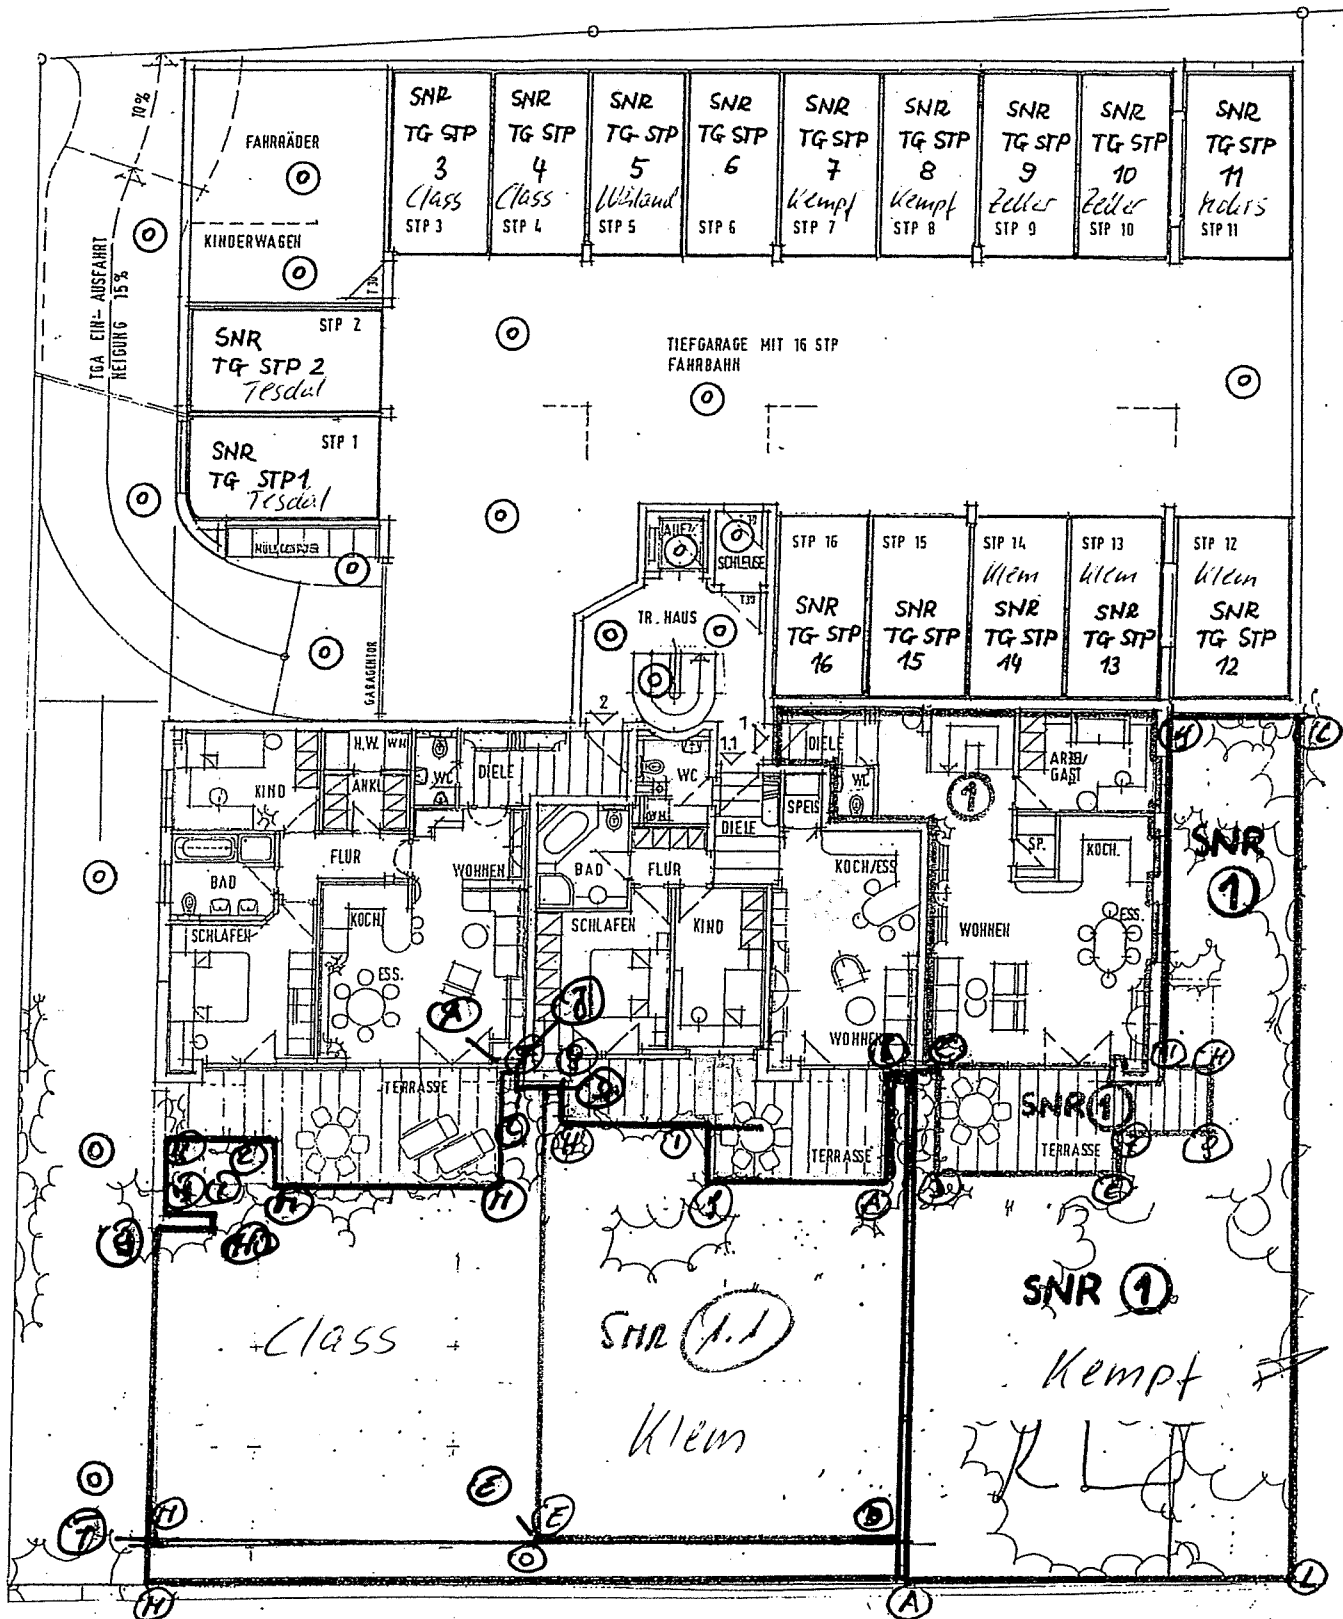 10%
FAHRRÄDER
KINDERWAGEN
TGA EIN- AUSFAHRT
NEIGUNG 15%
T30
SNR
TG STP
3
Class
STP 3
SNR
TG STP
4
Class
STP 4
SNR
TG STP
5
STP 5
SNR
TG STP
6
STP 6
SNR
TG STP
7
Kempf
STP 7
SNR
TG STP
8
Kempf
STP 8
SNR
TG STP
9
Zeller
STP 9
SNR
TG STP
10
Zeller
STP 10
SNR
TG STP
11
STP 11
STP 2
SNR
TG STP 2
Tesdal
STP 1
SNR
TG STP1
Tesdal
TIEFGARAGE MIT 16 STP
FAHRBAHN
SCHLEUSE
T30
TR. HAUS
GARAGENTOR
STP 16
SNR
TG STP
16
STP 15
SNR
TG STP
15
STP 14
Klem
SNR
TG STP
14
STP 13
Klem
SNR
TG STP
13
STP 12
Klem
SNR
TG STP
12
2
1.1
1
KIND
H.W.
WC
DIELE
WC
DIELE
SPEIS
DIELE
WC
1
ARB./
GAST
FLUR
BAD
WOHNEN
KOCH
SCHLAFEN
ESS.
BAD
FLUR
SCHLAFEN
KIND
KOCH/ESS
WOHNEN
SP.
KOCH.
WOHNEN
ESS.
SNR
1
TERRASSE
TERRASSE
SNR 1
TERRASSE
Class
SNR 1.1
Klem
SNR 1
Kempf
H
E
E
H
A
L